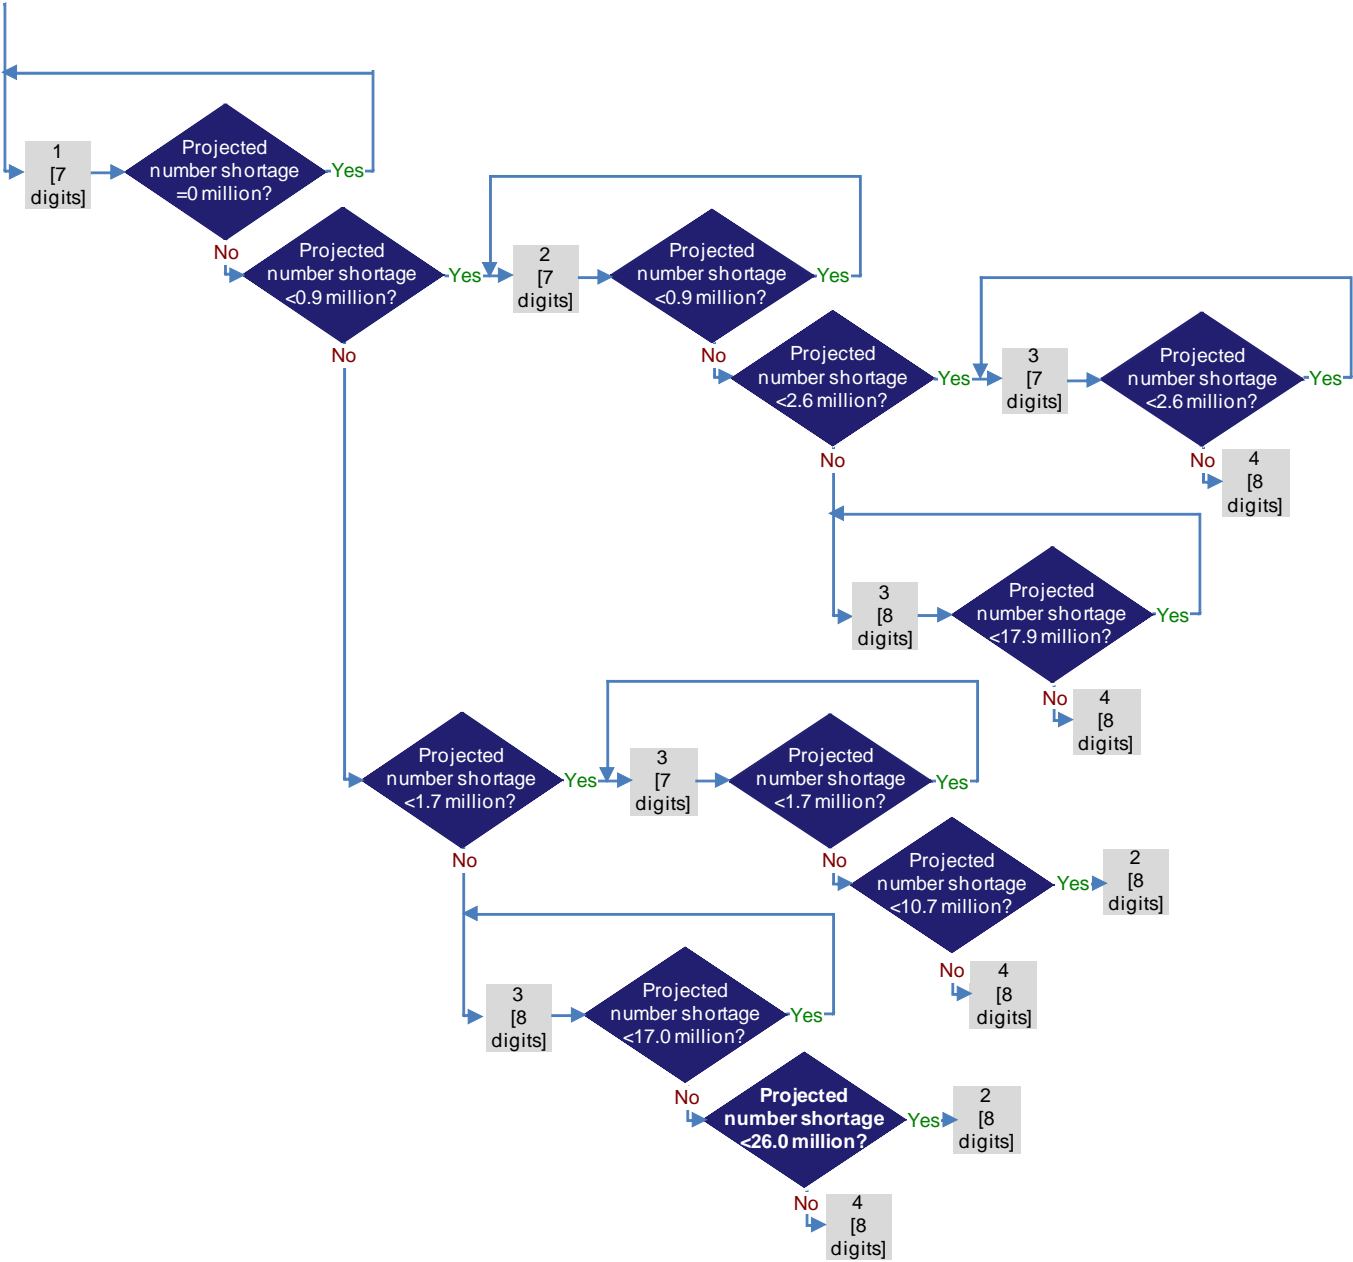 1
[7
digits]
Projected
number shortage
=0 million?
Yes
No
Projected
number shortage
<0.9 million?
Yes
No
2
[7
digits]
Projected
number shortage
<0.9 million?
Yes
No
Projected
number shortage
<2.6 million?
Yes
No
3
[7
digits]
Projected
number shortage
<2.6 million?
Yes
No
4
[8
digits]
3
[8
digits]
Projected
number shortage
<17.9 million?
Yes
No
4
[8
digits]
Projected
number shortage
<1.7 million?
Yes
No
3
[7
digits]
Projected
number shortage
<1.7 million?
Yes
No
Projected
number shortage
<10.7 million?
Yes
2
[8
digits]
No
4
[8
digits]
3
[8
digits]
Projected
number shortage
<17.0 million?
Yes
No
Projected
number shortage
<26.0 million?
Yes
2
[8
digits]
No
4
[8
digits]